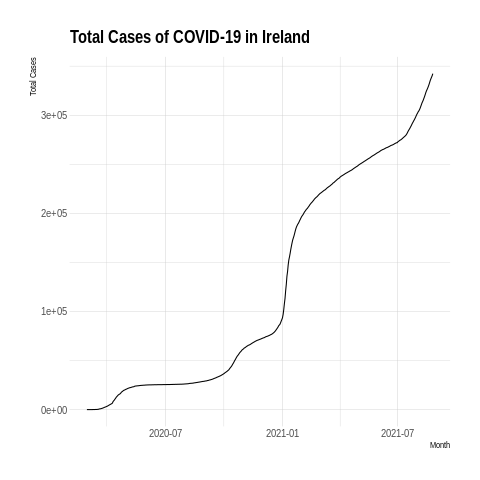 Total Cases of COVID-19 in Ireland
Total Cases
3e+05
2e+05
1e+05
0e+00
2020-07
2021-01
2021-07
Month